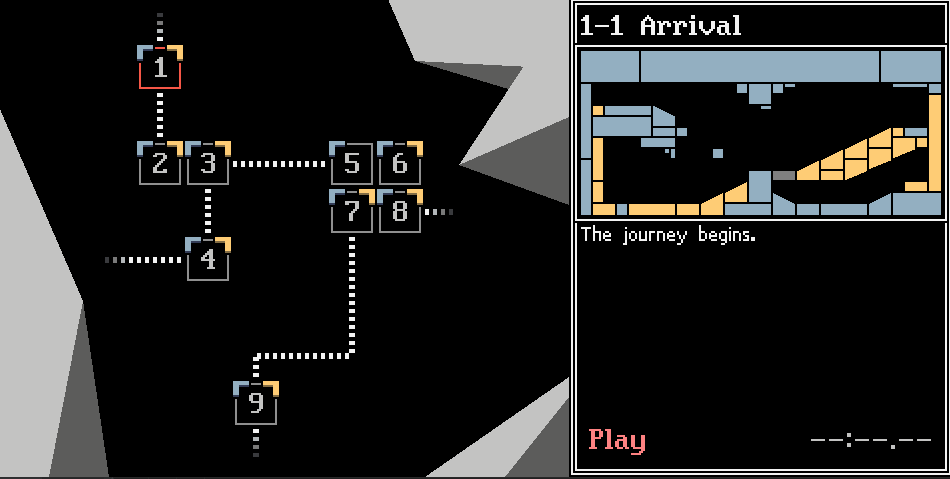 1-1 Arrival
1
2 3 5 6
7 8
4
9
The journey begins.
Play --:--.--